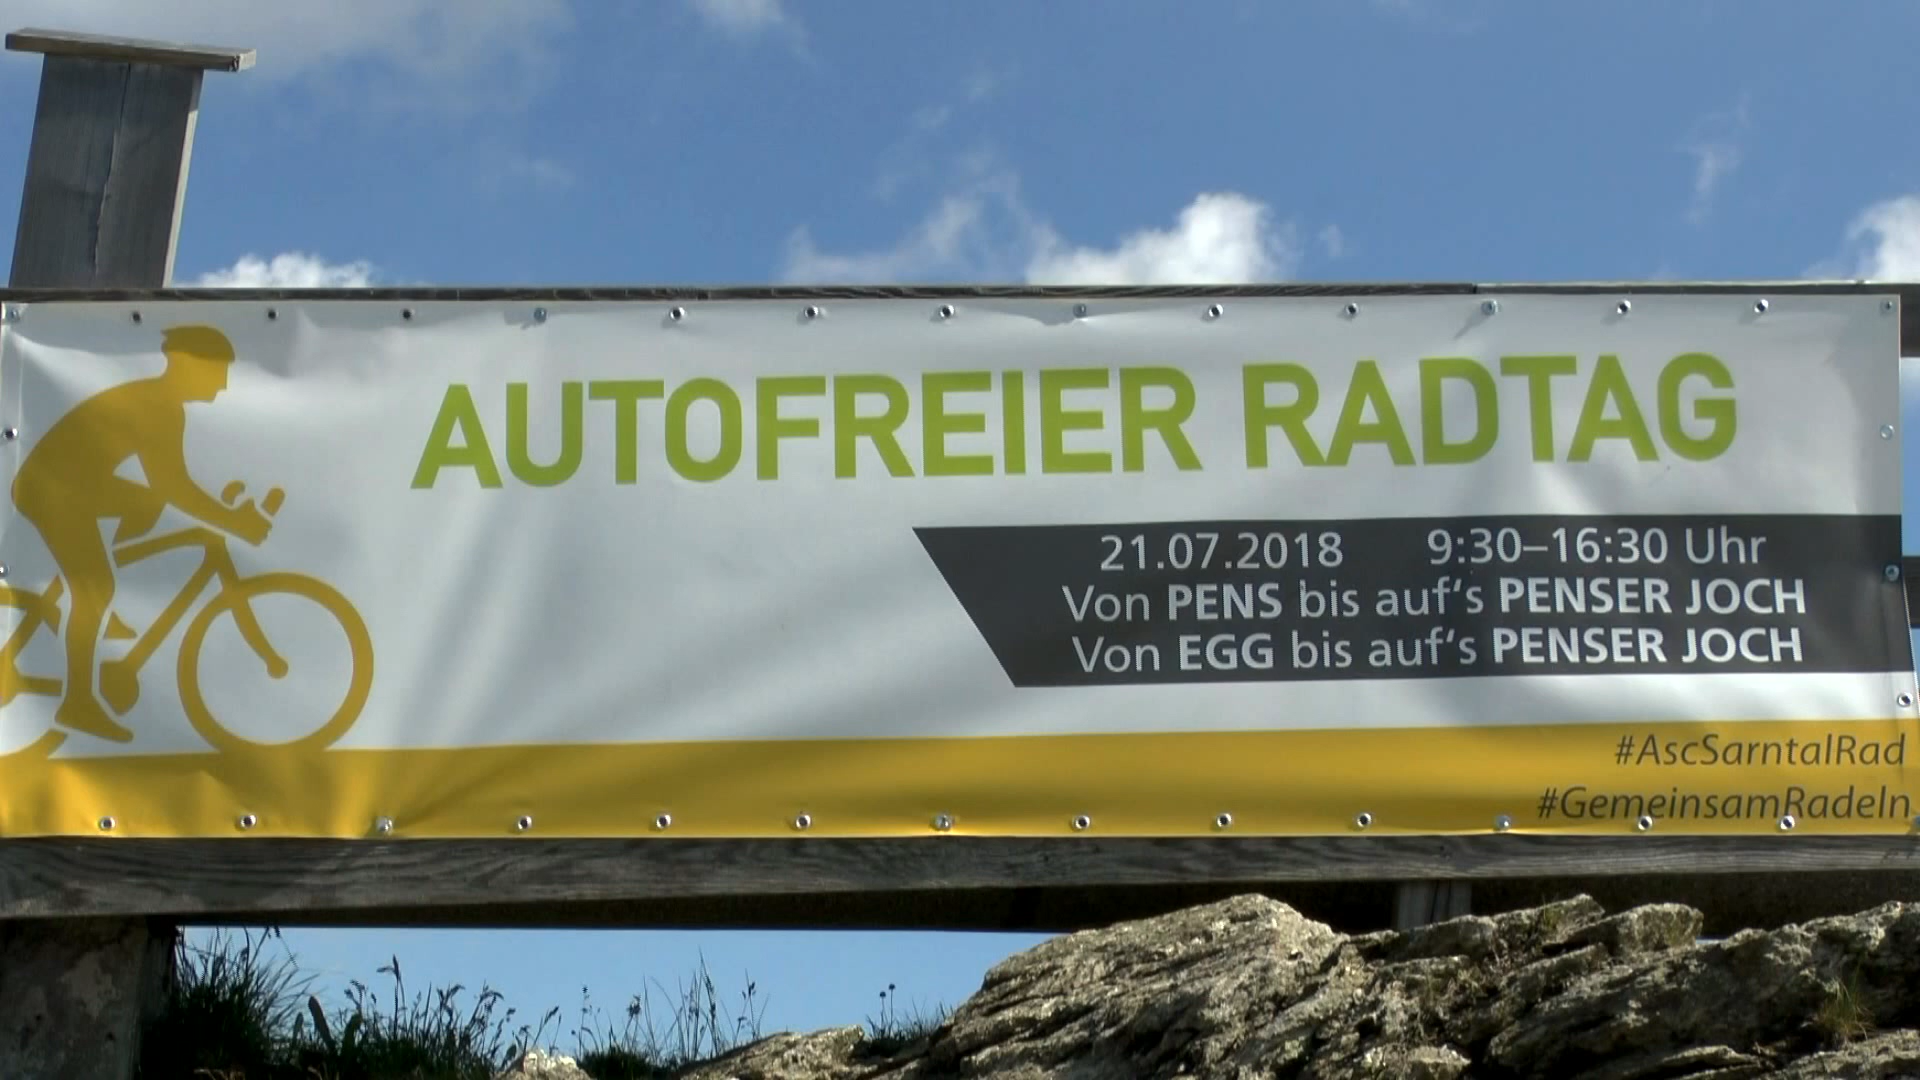 AUTOFREIER RADTAG
21.07.2018 9:30–16:30 Uhr
Von PENS bis auf‘s PENSER JOCH
Von EGG bis auf‘s PENSER JOCH
#AscSarntalRad
#GemeinsamRadeln